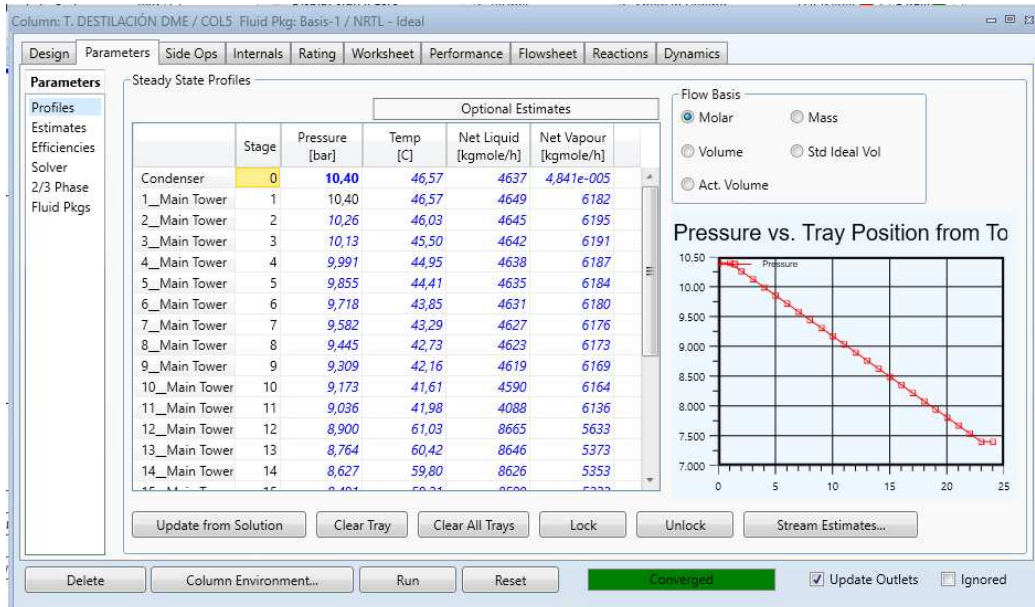 Column: T. DESTILACIÓN DME / COL5 Fluid Pkg: Basis-1 / NRTL - Ideal
Design Parameters Side Ops Internals Rating Worksheet Performance Flowsheet Reactions Dynamics
Parameters
Profiles
Estimates
Efficiencies
Solver
2/3 Phase
Fluid Pkgs
Steady State Profiles
Optional Estimates
Stage Pressure [bar] Temp [C] Net Liquid [kgmole/h] Net Vapour [kgmole/h]
Condenser 0 10,40 46,57 4637 4,841e-005
1__Main Tower 1 10,40 46,57 4649 6182
2__Main Tower 2 10,26 46,03 4645 6195
3__Main Tower 3 10,13 45,50 4642 6191
4__Main Tower 4 9,991 44,95 4638 6187
5__Main Tower 5 9,855 44,41 4635 6184
6__Main Tower 6 9,718 43,85 4631 6180
7__Main Tower 7 9,582 43,29 4627 6176
8__Main Tower 8 9,445 42,73 4623 6173
9__Main Tower 9 9,309 42,16 4619 6169
10__Main Tower 10 9,173 41,61 4590 6164
11__Main Tower 11 9,036 41,98 4088 6136
12__Main Tower 12 8,900 61,03 8665 5633
13__Main Tower 13 8,764 60,42 8646 5373
14__Main Tower 14 8,627 59,80 8626 5353
Flow Basis
Molar Mass
Volume Std Ideal Vol
Act. Volume
Pressure vs. Tray Position from To
Pressure
10.50
10.00
9.500
9.000
8.500
8.000
7.500
7.000
0 5 10 15 20 25
Update from Solution Clear Tray Clear All Trays Lock Unlock Stream Estimates...
Delete Column Environment... Run Reset Converged Update Outlets Ignored